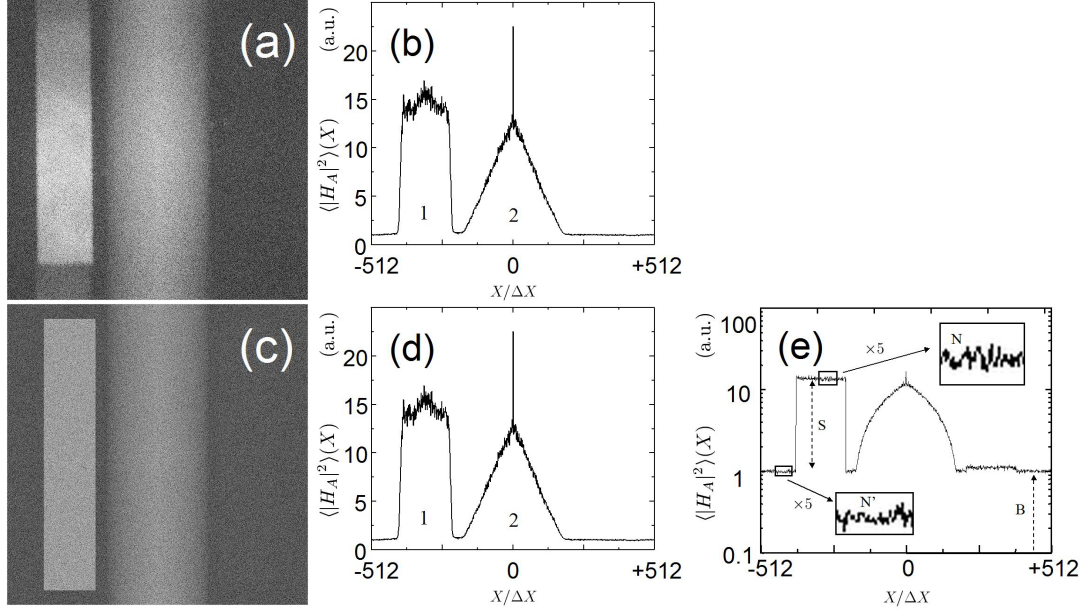 (a)
(b)
⟨|H_A|²⟩(X) (a.u.)
20
15
10
5
0
1
2
-512
0
+512
X/ΔX
(c)
(d)
⟨|H_A|²⟩(X) (a.u.)
20
15
10
5
0
1
2
-512
0
+512
X/ΔX
(e)
⟨|H_A|²⟩(X) (a.u.)
100
10
1
0.1
×5
N
S
×5
N'
B
-512
0
+512
X/ΔX